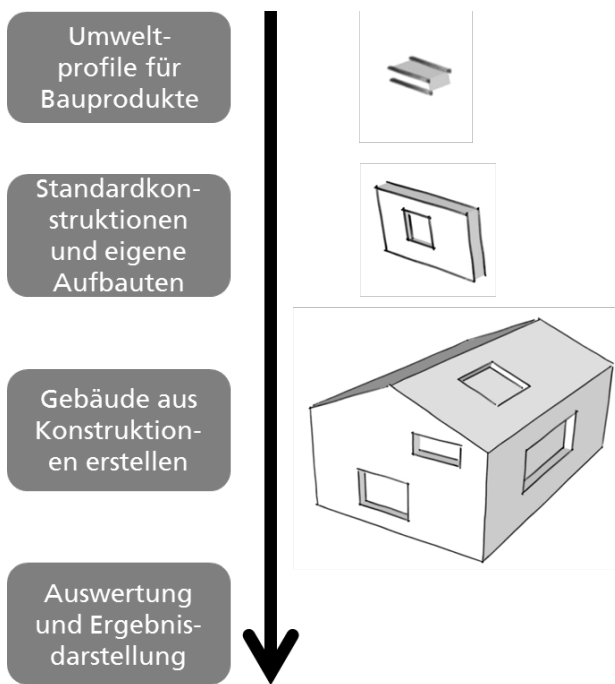 Umwelt-
profile für
Bauprodukte
Standardkon-
struktionen
und eigene
Aufbauten
Gebäude aus
Konstruktion-
en erstellen
Auswertung
und Ergebnis-
darstellung